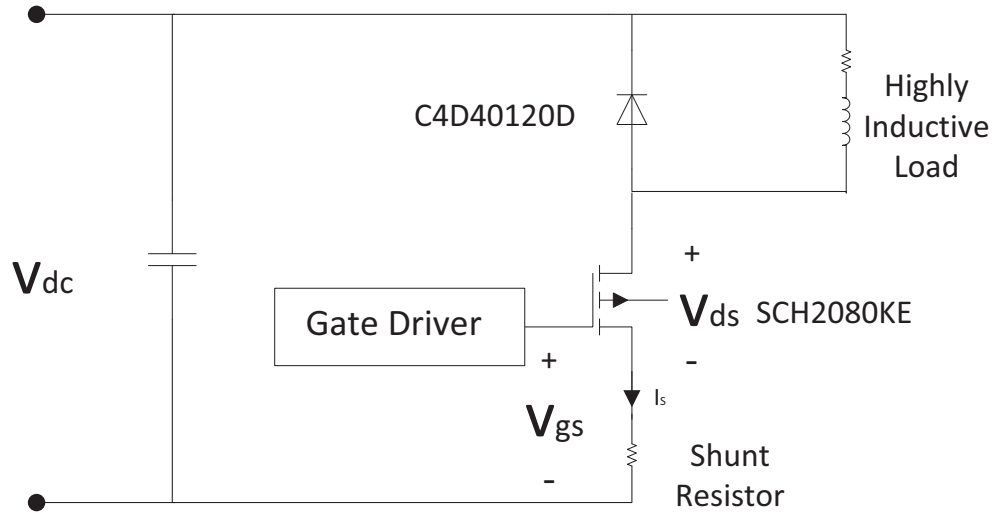 C4D40120D
Highly
Inductive
Load
Vdc
+
Vds SCH2080KE
-
Gate Driver
+
Vgs
-
Is
Shunt
Resistor